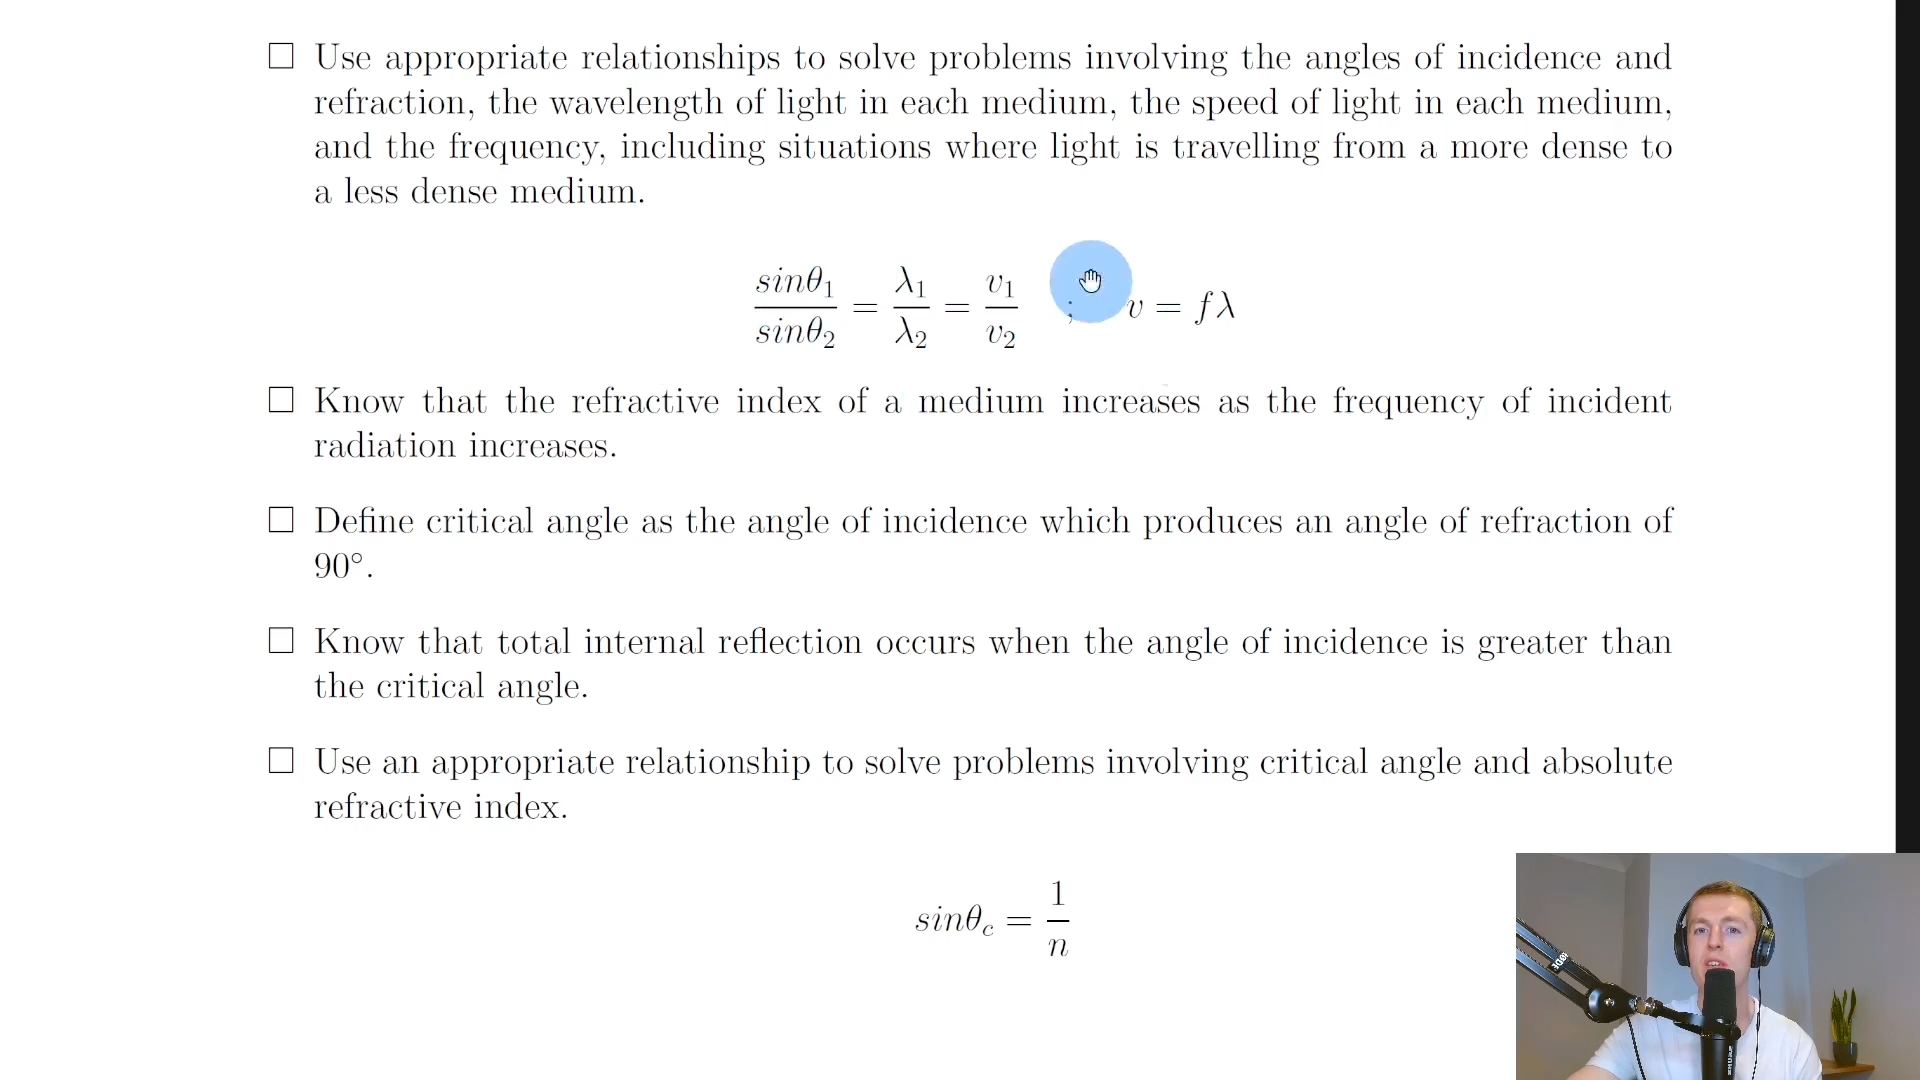 ☐ Use appropriate relationships to solve problems involving the angles of incidence and
refraction, the wavelength of light in each medium, the speed of light in each medium,
and the frequency, including situations where light is travelling from a more dense to
a less dense medium.
sinθ₁/sinθ₂ = λ₁/λ₂ = v₁/v₂ ; v = fλ
☐ Know that the refractive index of a medium increases as the frequency of incident
radiation increases.
☐ Define critical angle as the angle of incidence which produces an angle of refraction of
90°.
☐ Know that total internal reflection occurs when the angle of incidence is greater than
the critical angle.
☐ Use an appropriate relationship to solve problems involving critical angle and absolute
refractive index.
sinθ_c = 1/n
RØDE